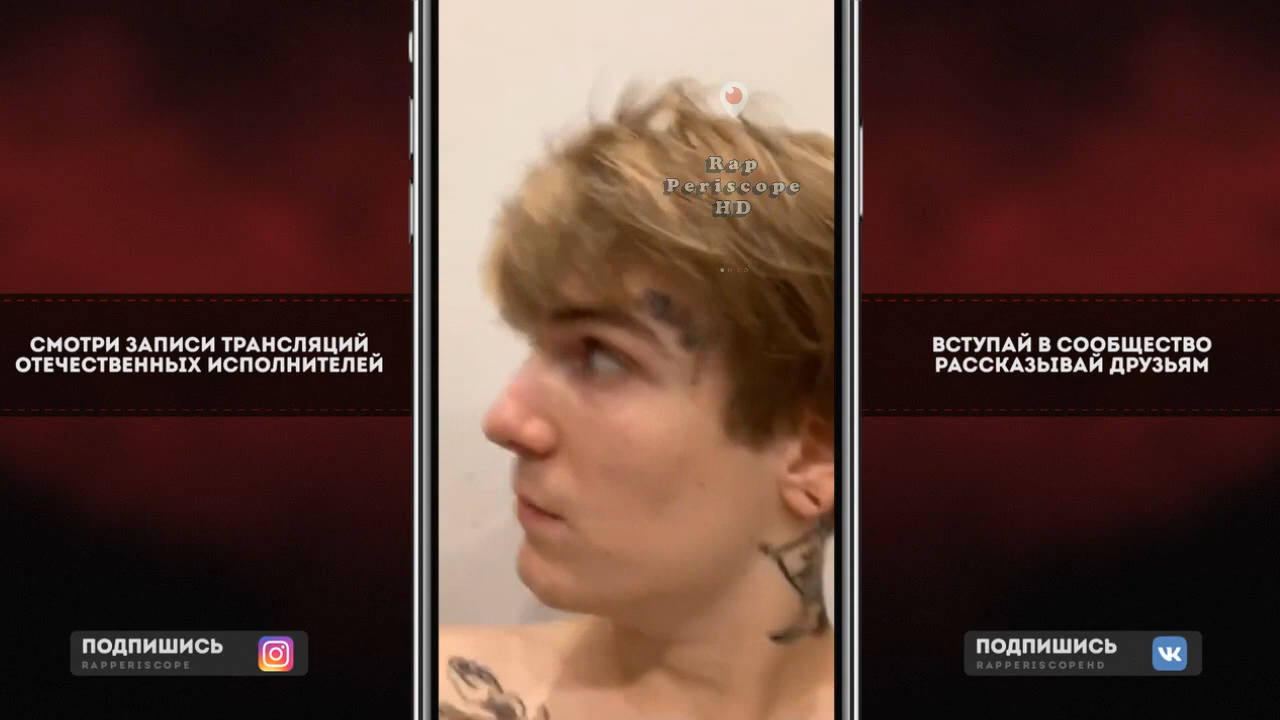 Rap
Periscope
HD
СМОТРИ ЗАПИСИ ТРАНСЛЯЦИЙ
ОТЕЧЕСТВЕННЫХ ИСПОЛНИТЕЛЕЙ
ВСТУПАЙ В СООБЩЕСТВО
РАССКАЗЫВАЙ ДРУЗЬЯМ
ПОДПИШИСЬ
RAPPERISCOPE
ПОДПИШИСЬ
RAPPERISCOPEHD